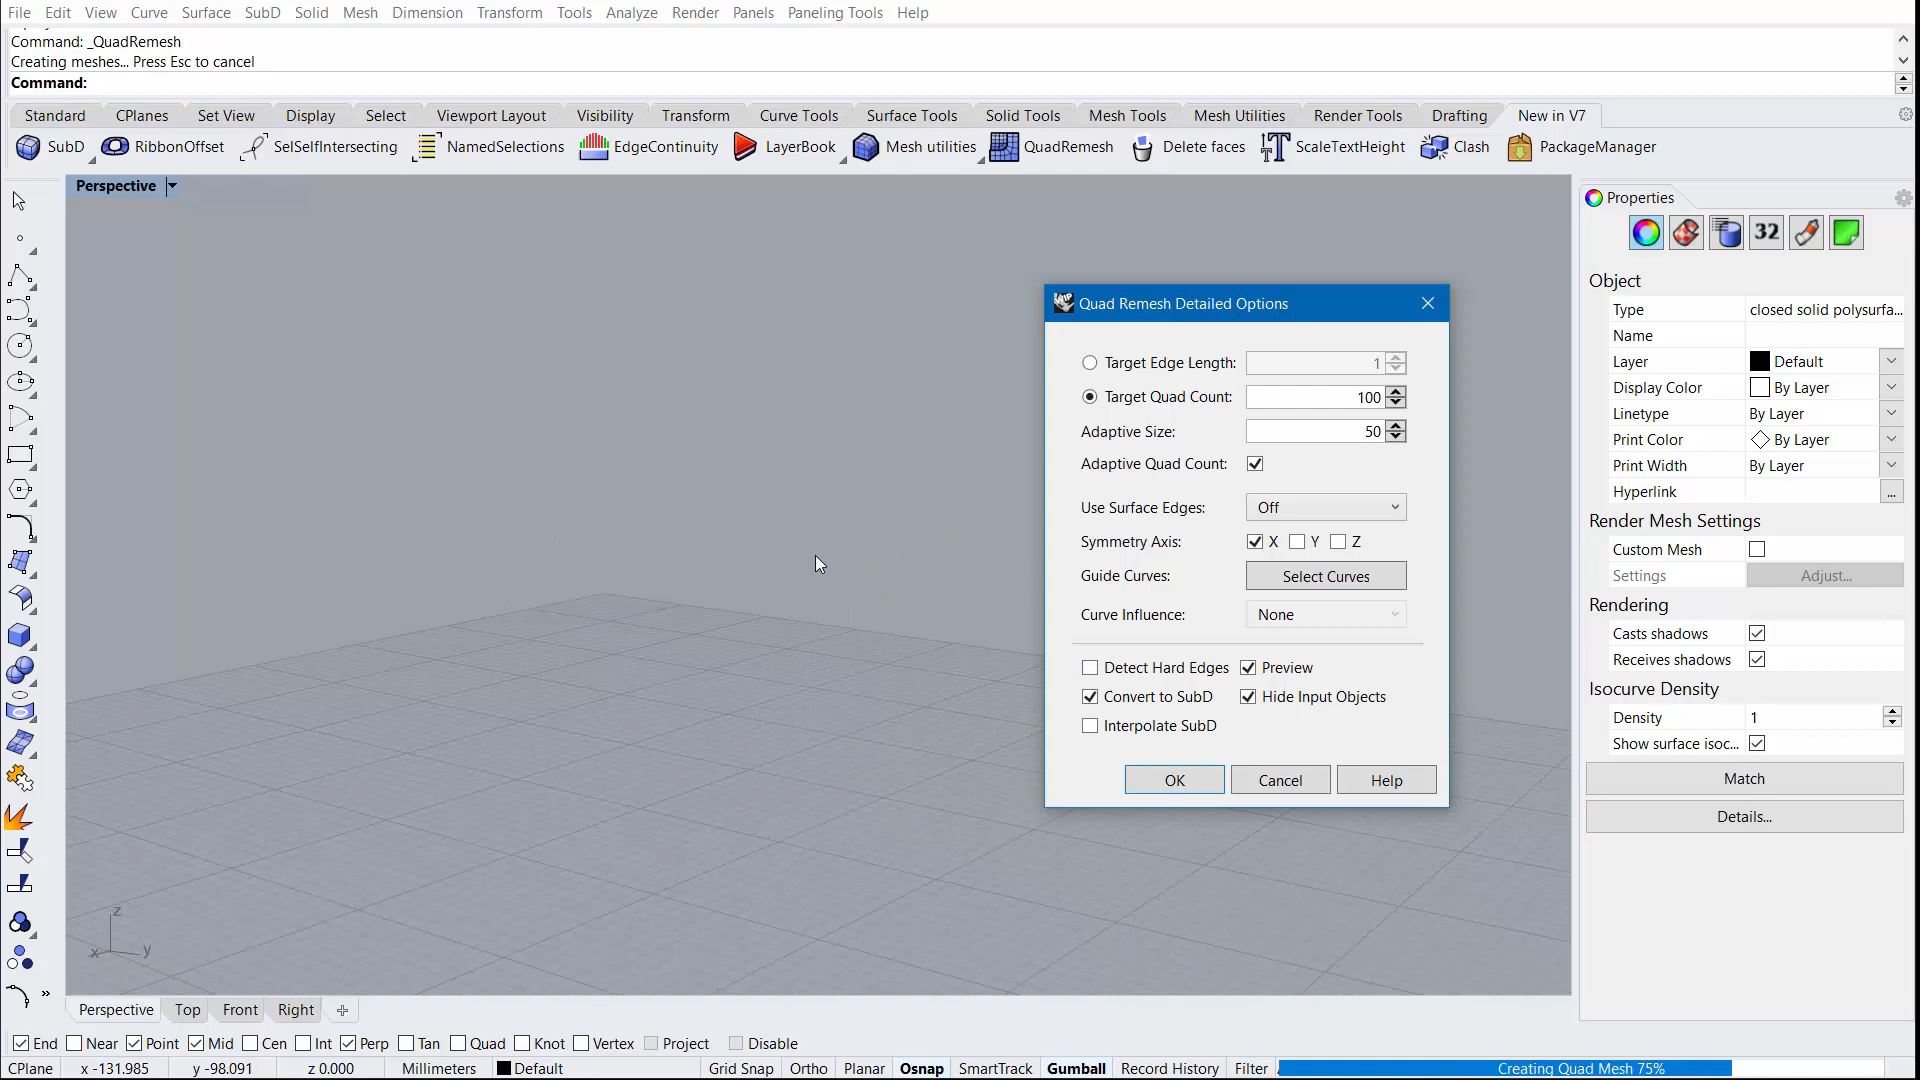 File Edit View Curve Surface SubD Solid Mesh Dimension Transform Tools Analyze Render Panels Paneling Tools Help
Command: _QuadRemesh
Creating meshes... Press Esc to cancel
Command:
Standard CPlanes Set View Display Select Viewport Layout Visibility Transform Curve Tools Surface Tools Solid Tools Mesh Tools Mesh Utilities Render Tools Drafting New in V7
SubD RibbonOffset SelSelfIntersecting NamedSelections EdgeContinuity LayerBook Mesh utilities QuadRemesh Delete faces ScaleTextHeight Clash PackageManager
Perspective
Properties
32
Quad Remesh Detailed Options
Target Edge Length: 1
Target Quad Count: 100
Adaptive Size: 50
Adaptive Quad Count:
Use Surface Edges: Off
Symmetry Axis: X Y Z
Guide Curves: Select Curves
Curve Influence: None
Detect Hard Edges Preview
Convert to SubD Hide Input Objects
Interpolate SubD
OK Cancel Help
Object
Type closed solid polysurfa...
Name
Layer Default
Display Color By Layer
Linetype By Layer
Print Color By Layer
Print Width By Layer
Hyperlink ...
Render Mesh Settings
Custom Mesh
Settings Adjust...
Rendering
Casts shadows
Receives shadows
Isocurve Density
Density 1
Show surface isoc...
Match
Details...
z
x y
Perspective Top Front Right
End Near Point Mid Cen Int Perp Tan Quad Knot Vertex Project Disable
CPlane x -131.985 y -98.091 z 0.000 Millimeters Default Grid Snap Ortho Planar Osnap SmartTrack Gumball Record History Filter Creating Quad Mesh 75%